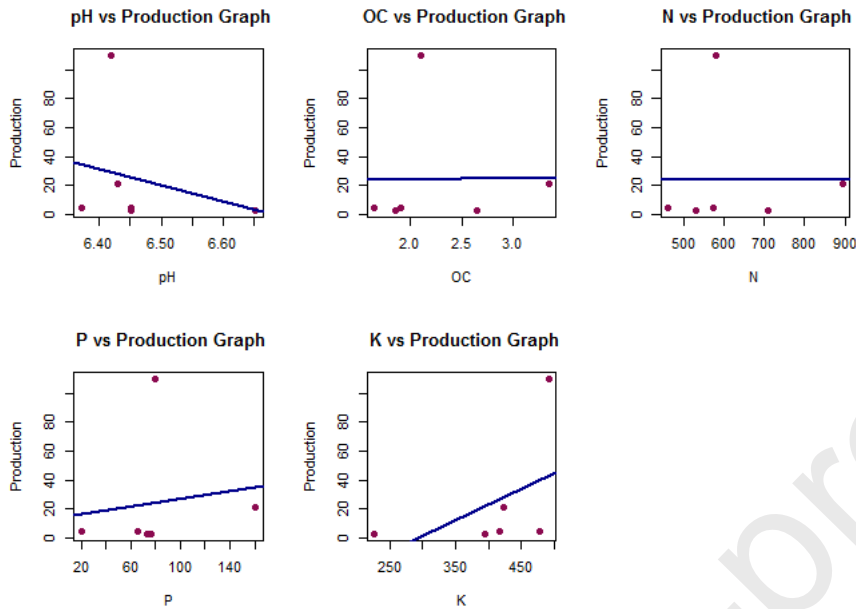 pH vs Production Graph
OC vs Production Graph
N vs Production Graph
Production
0 20 40 60 80
6.40 6.50 6.60
pH
Production
0 20 40 60 80
2.0 2.5 3.0
OC
Production
0 20 40 60 80
500 600 700 800 900
N
P vs Production Graph
K vs Production Graph
Production
0 20 40 60 80
20 60 100 140
P
Production
0 20 40 60 80
250 350 450
K